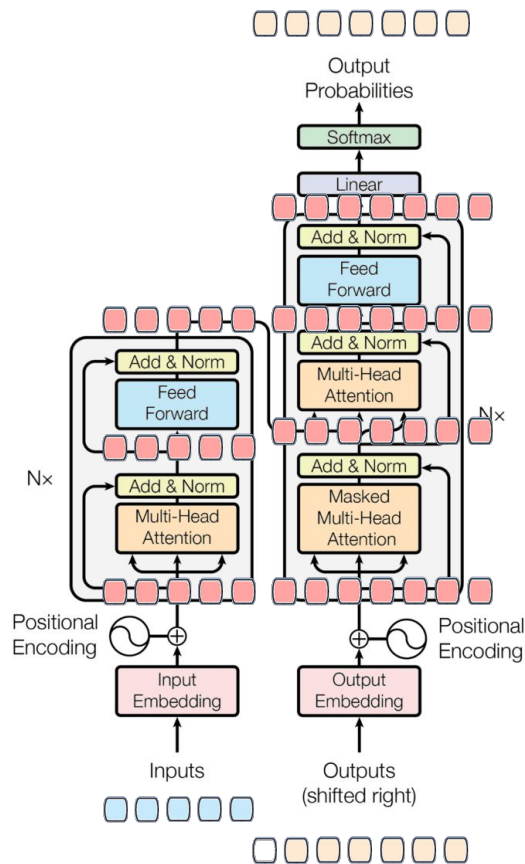 Output
Probabilities
Softmax
Linear
Add & Norm
Feed
Forward
Add & Norm
Multi-Head
Attention
Add & Norm
Feed
Forward
N×
Add & Norm
Multi-Head
Attention
N×
Add & Norm
Masked
Multi-Head
Attention
Positional
Encoding
Positional
Encoding
Input
Embedding
Output
Embedding
Inputs
Outputs
(shifted right)